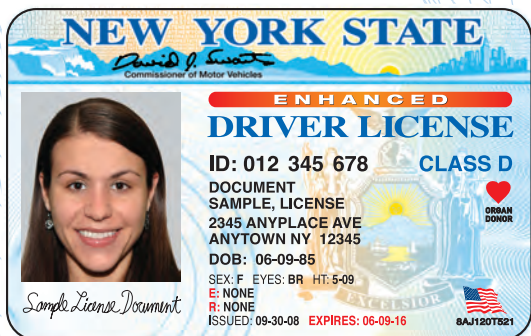 NEW YORK STATE
David J. Swarts
Commissioner of Motor Vehicles
ENHANCED
DRIVER LICENSE
ID: 012 345 678 CLASS D
DOCUMENT
SAMPLE, LICENSE
2345 ANYPLACE AVE
ANYTOWN NY 12345
ORGAN
DONOR
DOB: 06-09-85
SEX: F EYES: BR HT: 5-09
E: NONE
R: NONE
ISSUED: 09-30-08 EXPIRES: 06-09-16
EXCELSIOR
Sample License Document
8AJ120T521